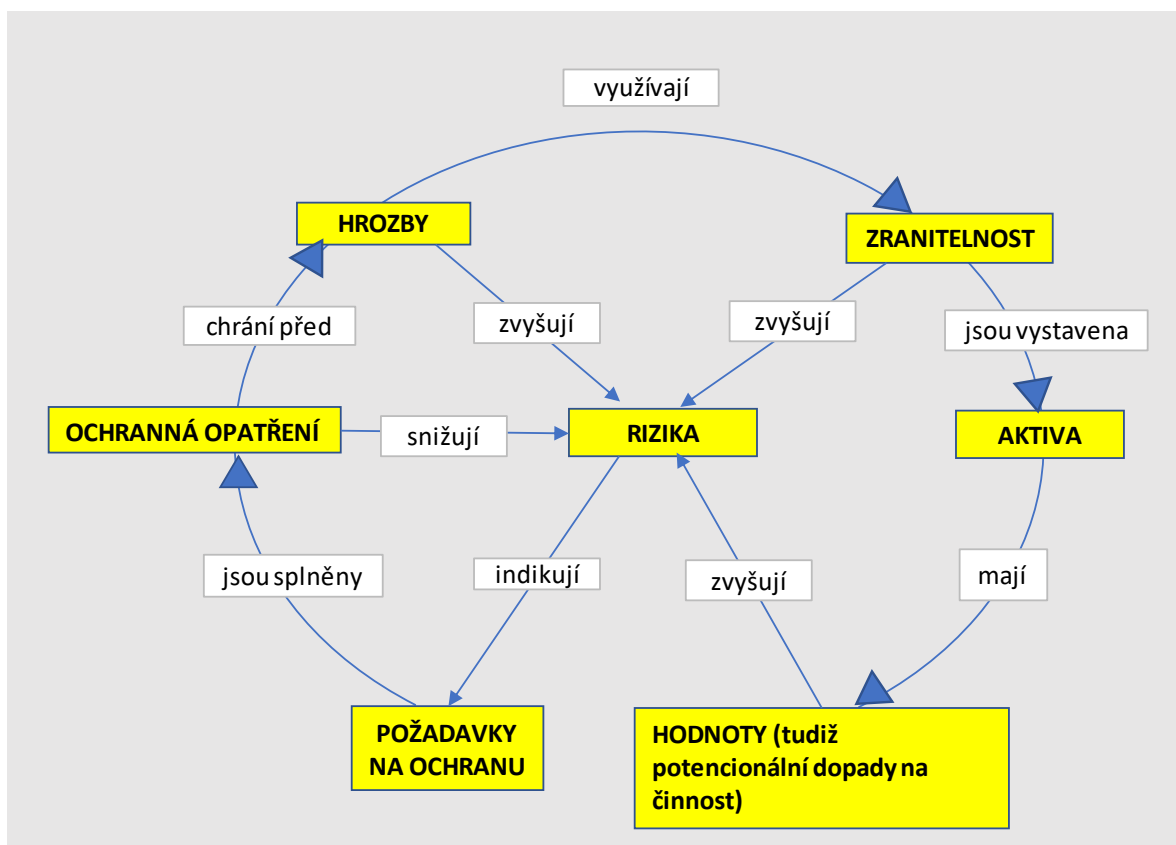 využívají
HROZBY
ZRANITELNOST
chrání před
zvyšují
zvyšují
jsou vystavena
OCHRANNÁ OPATŘENÍ
snižují
RIZIKA
AKTIVA
jsou splněny
indikují
zvyšují
mají
POŽADAVKY
NA OCHRANU
HODNOTY (tudiž
potencionální dopady na
činnost)